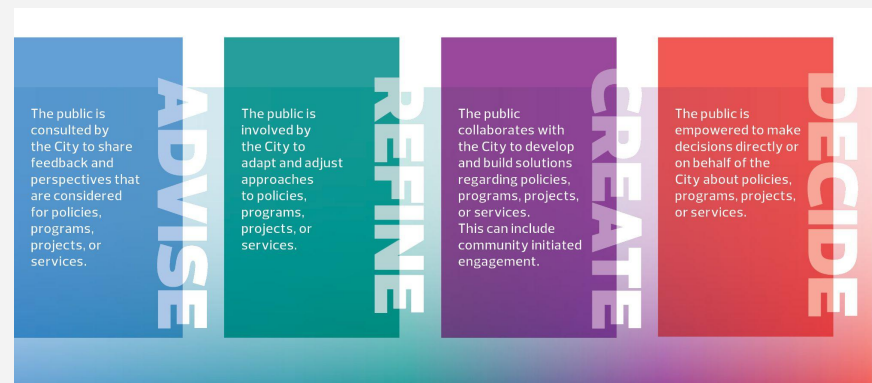 The public is
consulted by
the City to share
feedback and
perspectives that
are considered
for policies,
programs,
projects, or
services.
ADVISE
The public is
involved by
the City to
adapt and adjust
approaches
to policies,
programs,
projects, or
services.
REFINE
The public
collaborates with
the City to develop
and build solutions
regarding policies,
programs, projects,
or services.
This can include
community initiated
engagement.
CREATE
The public is
empowered to make
decisions directly or
on behalf of the
City about policies,
programs, projects,
or services.
DECIDE